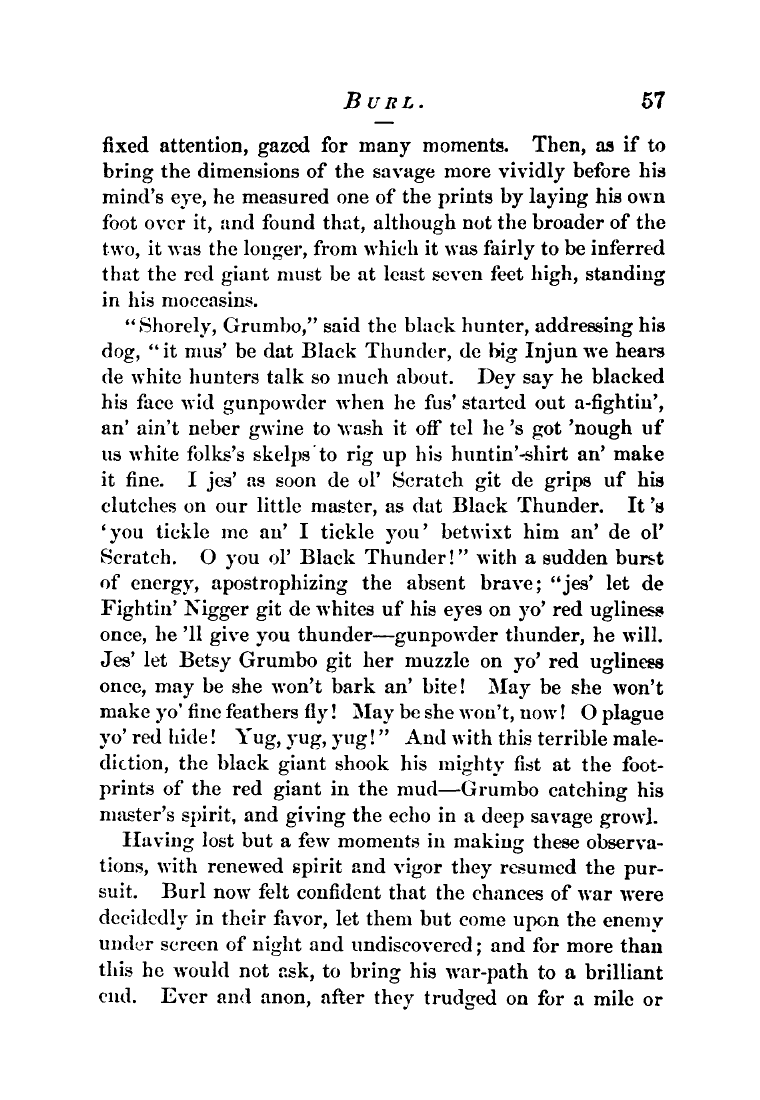 BURL. 57
fixed attention, gazed for many moments. Then, as if to
bring the dimensions of the savage more vividly before his
mind's eye, he measured one of the prints by laying his own
foot over it, and found that, although not the broader of the
two, it was the longer, from which it was fairly to be inferred
that the red giant must be at least seven feet high, standing
in his moccasins.
"Shorely, Grumbo," said the black hunter, addressing his
dog, "it mus' be dat Black Thunder, de big Injun we hears
de white hunters talk so much about. Dey say he blacked
his face wid gunpowder when he fus' started out a-fightin',
an' ain't neber gwine to wash it off tel he 's got 'nough uf
us white folks's skelps to rig up his huntin'-shirt an' make
it fine. I jes' as soon de ol' Scratch git de grips uf his
clutches on our little master, as dat Black Thunder. It 's
'you tickle me an' I tickle you' betwixt him an' de ol'
Scratch. O you ol' Black Thunder!" with a sudden burst
of energy, apostrophizing the absent brave; "jes' let de
Fightin' Nigger git de whites uf his eyes on yo' red ugliness
once, he 'll give you thunder—gunpowder thunder, he will.
Jes' let Betsy Grumbo git her muzzle on yo' red ugliness
once, may be she won't bark an' bite! May be she won't
make yo' fine feathers fly! May be she won't, now! O plague
yo' red hide! Yug, yug, yug!" And with this terrible male-
diction, the black giant shook his mighty fist at the foot-
prints of the red giant in the mud—Grumbo catching his
master's spirit, and giving the echo in a deep savage growl.
Having lost but a few moments in making these observa-
tions, with renewed spirit and vigor they resumed the pur-
suit. Burl now felt confident that the chances of war were
decidedly in their favor, let them but come upon the enemy
under screen of night and undiscovered; and for more than
this he would not ask, to bring his war-path to a brilliant
end. Ever and anon, after they trudged on for a mile or